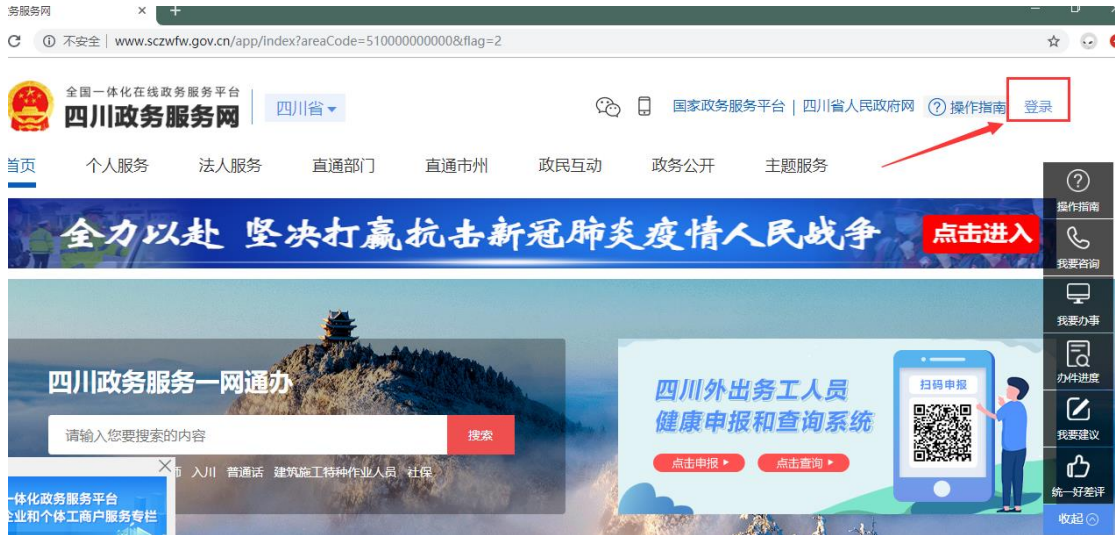 务服务网
不安全 | www.sczwfw.gov.cn/app/index?areaCode=510000000000&flag=2
全国一体化在线政务服务平台
四川政务服务网
四川省
国家政务服务平台 | 四川省人民政府网
操作指南
登录
首页 个人服务 法人服务 直通部门 直通市州 政民互动 政务公开 主题服务
全力以赴 坚决打赢抗击新冠肺炎疫情人民战争
点击进入
四川政务服务一网通办
请输入您要搜索的内容
搜索
入川 普通话 建筑施工特种作业人员 社保
一体化政务服务平台
企业和个体工商户服务专栏
四川外出务工人员
健康申报和查询系统
点击申报
点击查询
扫码申报
操作指南
我要咨询
我要办事
办件进度
我要建议
统一好差评
收起